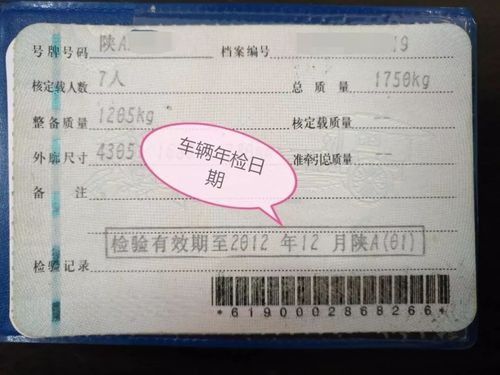 号牌号码 陕A 档案编号 9
核定载人数 7人 总质量 1750kg
整备质量 1205kg 核定载质量
外廓尺寸 4305 准牵引总质量
车辆年检日
期
备注
检验有效期至2012 年12 月陕A(01)
检验记录
*6190002868266*